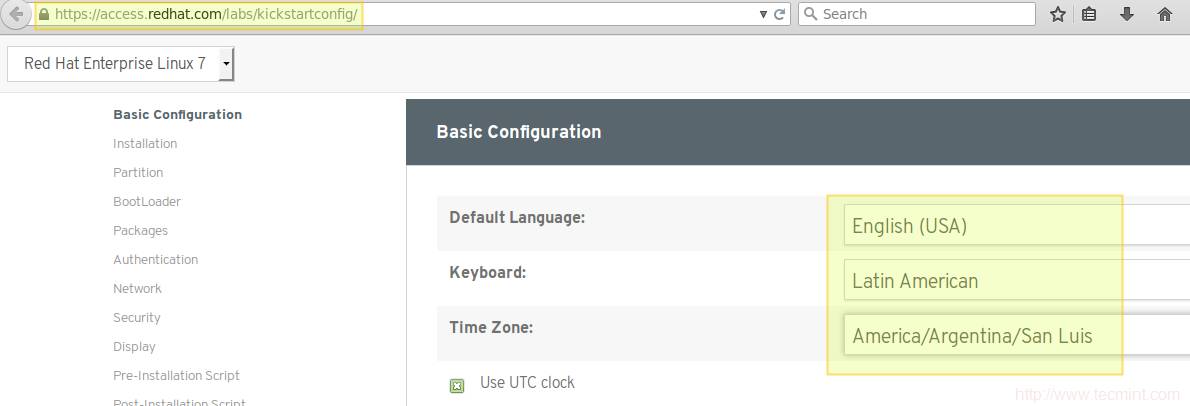 https://access.redhat.com/labs/kickstartconfig/
Search
Red Hat Enterprise Linux 7
Basic Configuration
Installation
Partition
BootLoader
Packages
Authentication
Network
Security
Display
Pre-Installation Script
Post-Installation Script
Basic Configuration
Default Language:
English (USA)
Keyboard:
Latin American
Time Zone:
America/Argentina/San Luis
Use UTC clock
http://www.tecmint.com